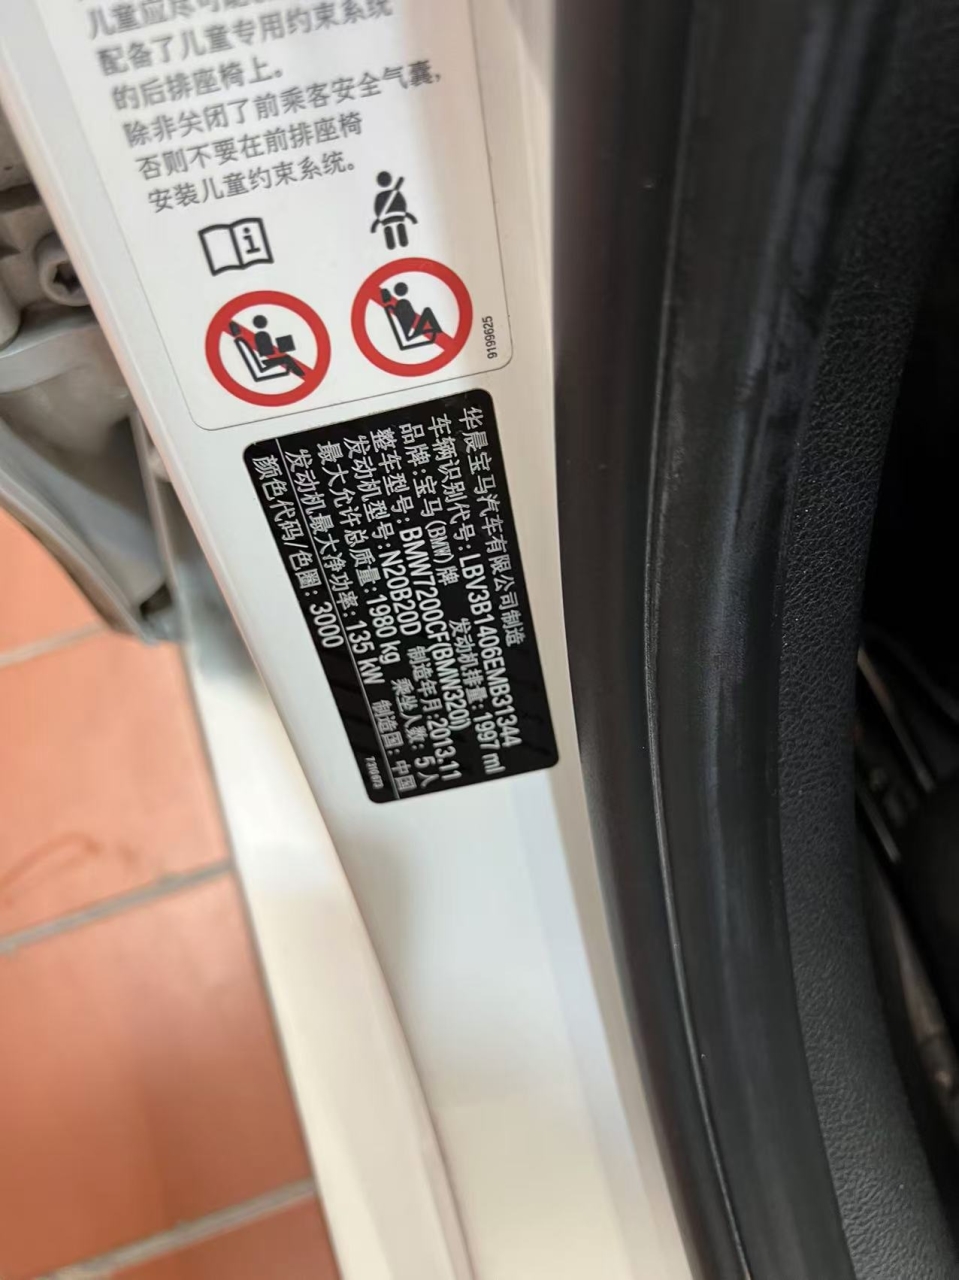 儿童应尽可能
配备了儿童专用约束系统
的后排座椅上。
除非关闭了前乘客安全气囊，
否则不要在前排座椅
安装儿童约束系统。
9199625
华晨宝马汽车有限公司制造
车辆识别代号：LBV3B1406EMB31344
品牌：宝马(BMW)牌 发动机排量：1997 ml
整车型号：BMW7200CF(BMW320i)
发动机型号：N20B20D 制造年月：2013.11
最大允许总质量：1980 kg 乘坐人数：5人
发动机最大净功率：135 kW 制造国：中国
颜色代码/色圈：3000